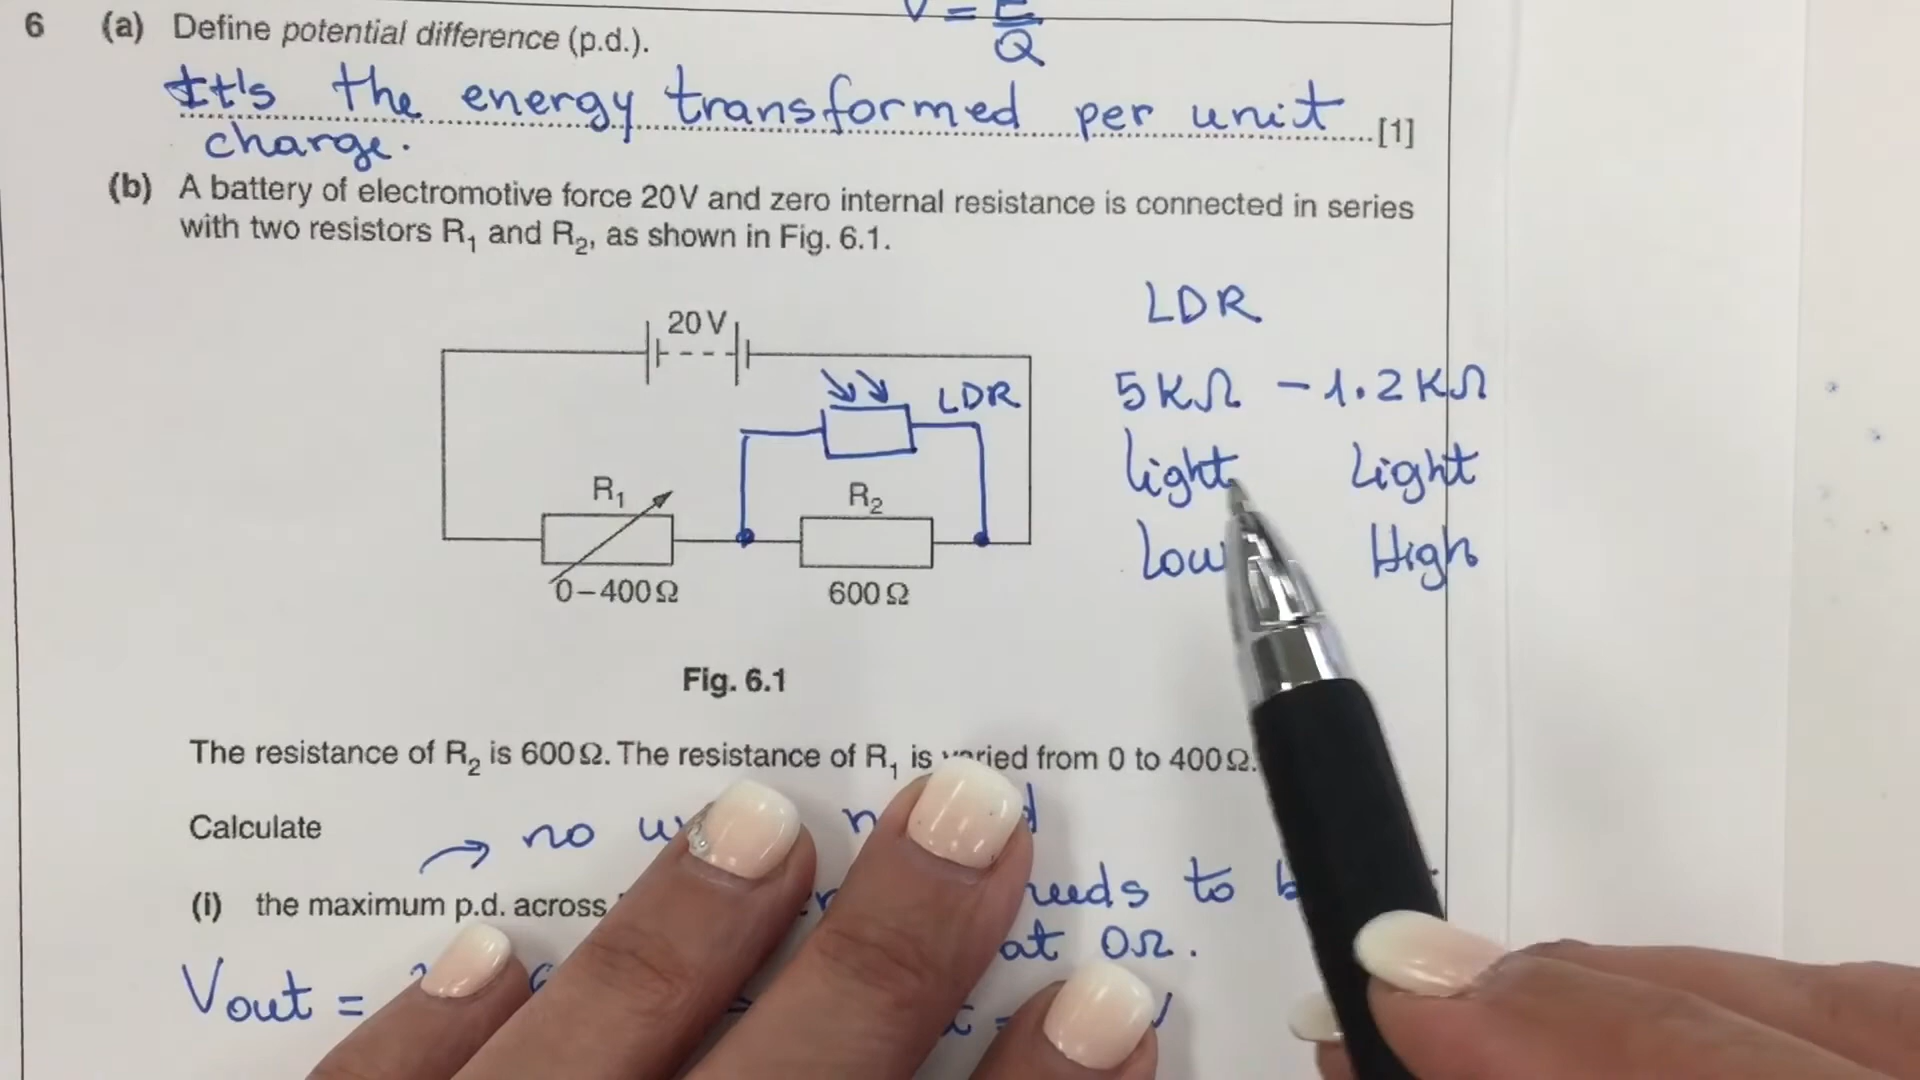 V = E/Q
6 (a) Define potential difference (p.d.).
It's the energy transformed per unit
charge. [1]
(b) A battery of electromotive force 20V and zero internal resistance is connected in series
with two resistors R₁ and R₂, as shown in Fig. 6.1.
LDR
20V
5KΩ – 1.2KΩ
LDR
light Light
R₁ R₂
Low High
0–400Ω 600Ω
Fig. 6.1
The resistance of R₂ is 600Ω. The resistance of R₁ is varied from 0 to 400Ω.
Calculate
→ no
needs to
(i) the maximum p.d. across
at 0Ω.
Vout =